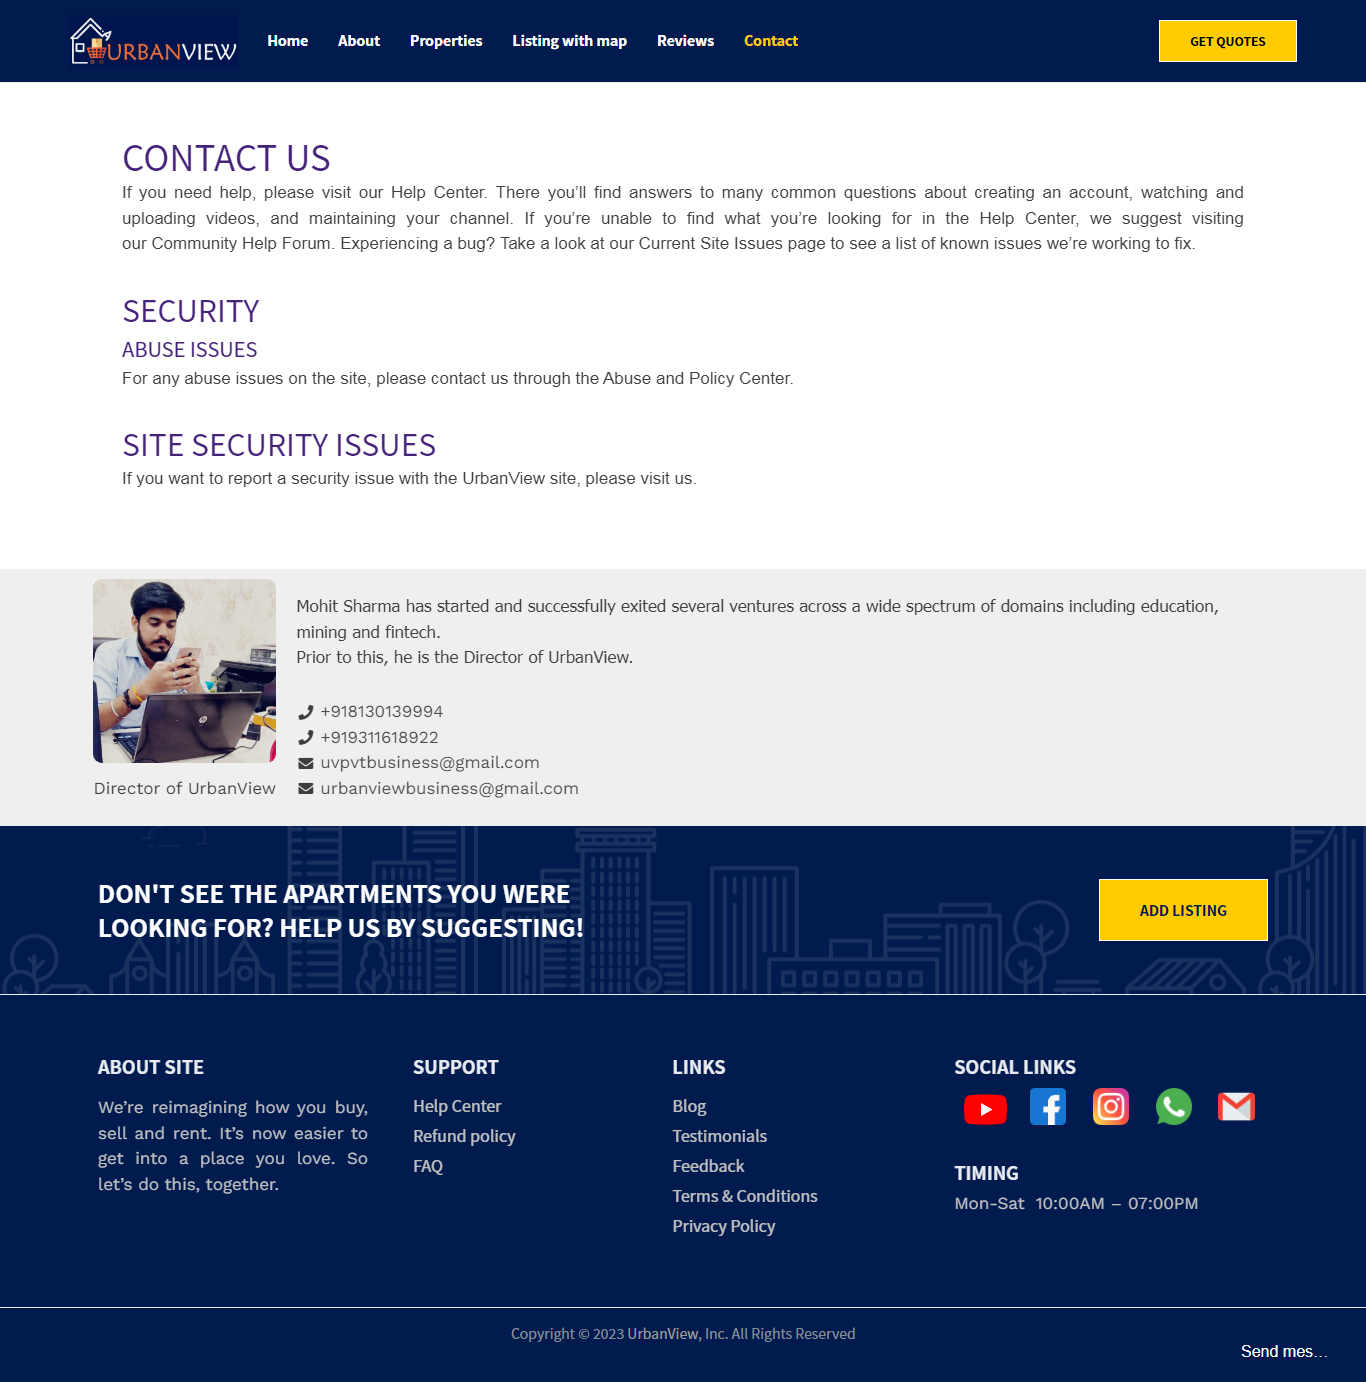 URBANVIEW
Home About Properties Listing with map Reviews Contact
GET QUOTES
CONTACT US
If you need help, please visit our Help Center. There you’ll find answers to many common questions about creating an account, watching and
uploading videos, and maintaining your channel. If you’re unable to find what you’re looking for in the Help Center, we suggest visiting
our Community Help Forum. Experiencing a bug? Take a look at our Current Site Issues page to see a list of known issues we’re working to fix.
SECURITY
ABUSE ISSUES
For any abuse issues on the site, please contact us through the Abuse and Policy Center.
SITE SECURITY ISSUES
If you want to report a security issue with the UrbanView site, please visit us.
Mohit Sharma has started and successfully exited several ventures across a wide spectrum of domains including education,
mining and fintech.
Prior to this, he is the Director of UrbanView.
+918130139994
+919311618922
uvpvtbusiness@gmail.com
urbanviewbusiness@gmail.com
Director of UrbanView
DON'T SEE THE APARTMENTS YOU WERE
LOOKING FOR? HELP US BY SUGGESTING!
ADD LISTING
ABOUT SITE
We’re reimagining how you buy,
sell and rent. It’s now easier to
get into a place you love. So
let’s do this, together.
SUPPORT
Help Center
Refund policy
FAQ
LINKS
Blog
Testimonials
Feedback
Terms & Conditions
Privacy Policy
SOCIAL LINKS
TIMING
Mon-Sat 10:00AM – 07:00PM
Copyright © 2023 UrbanView, Inc. All Rights Reserved
Send mes...